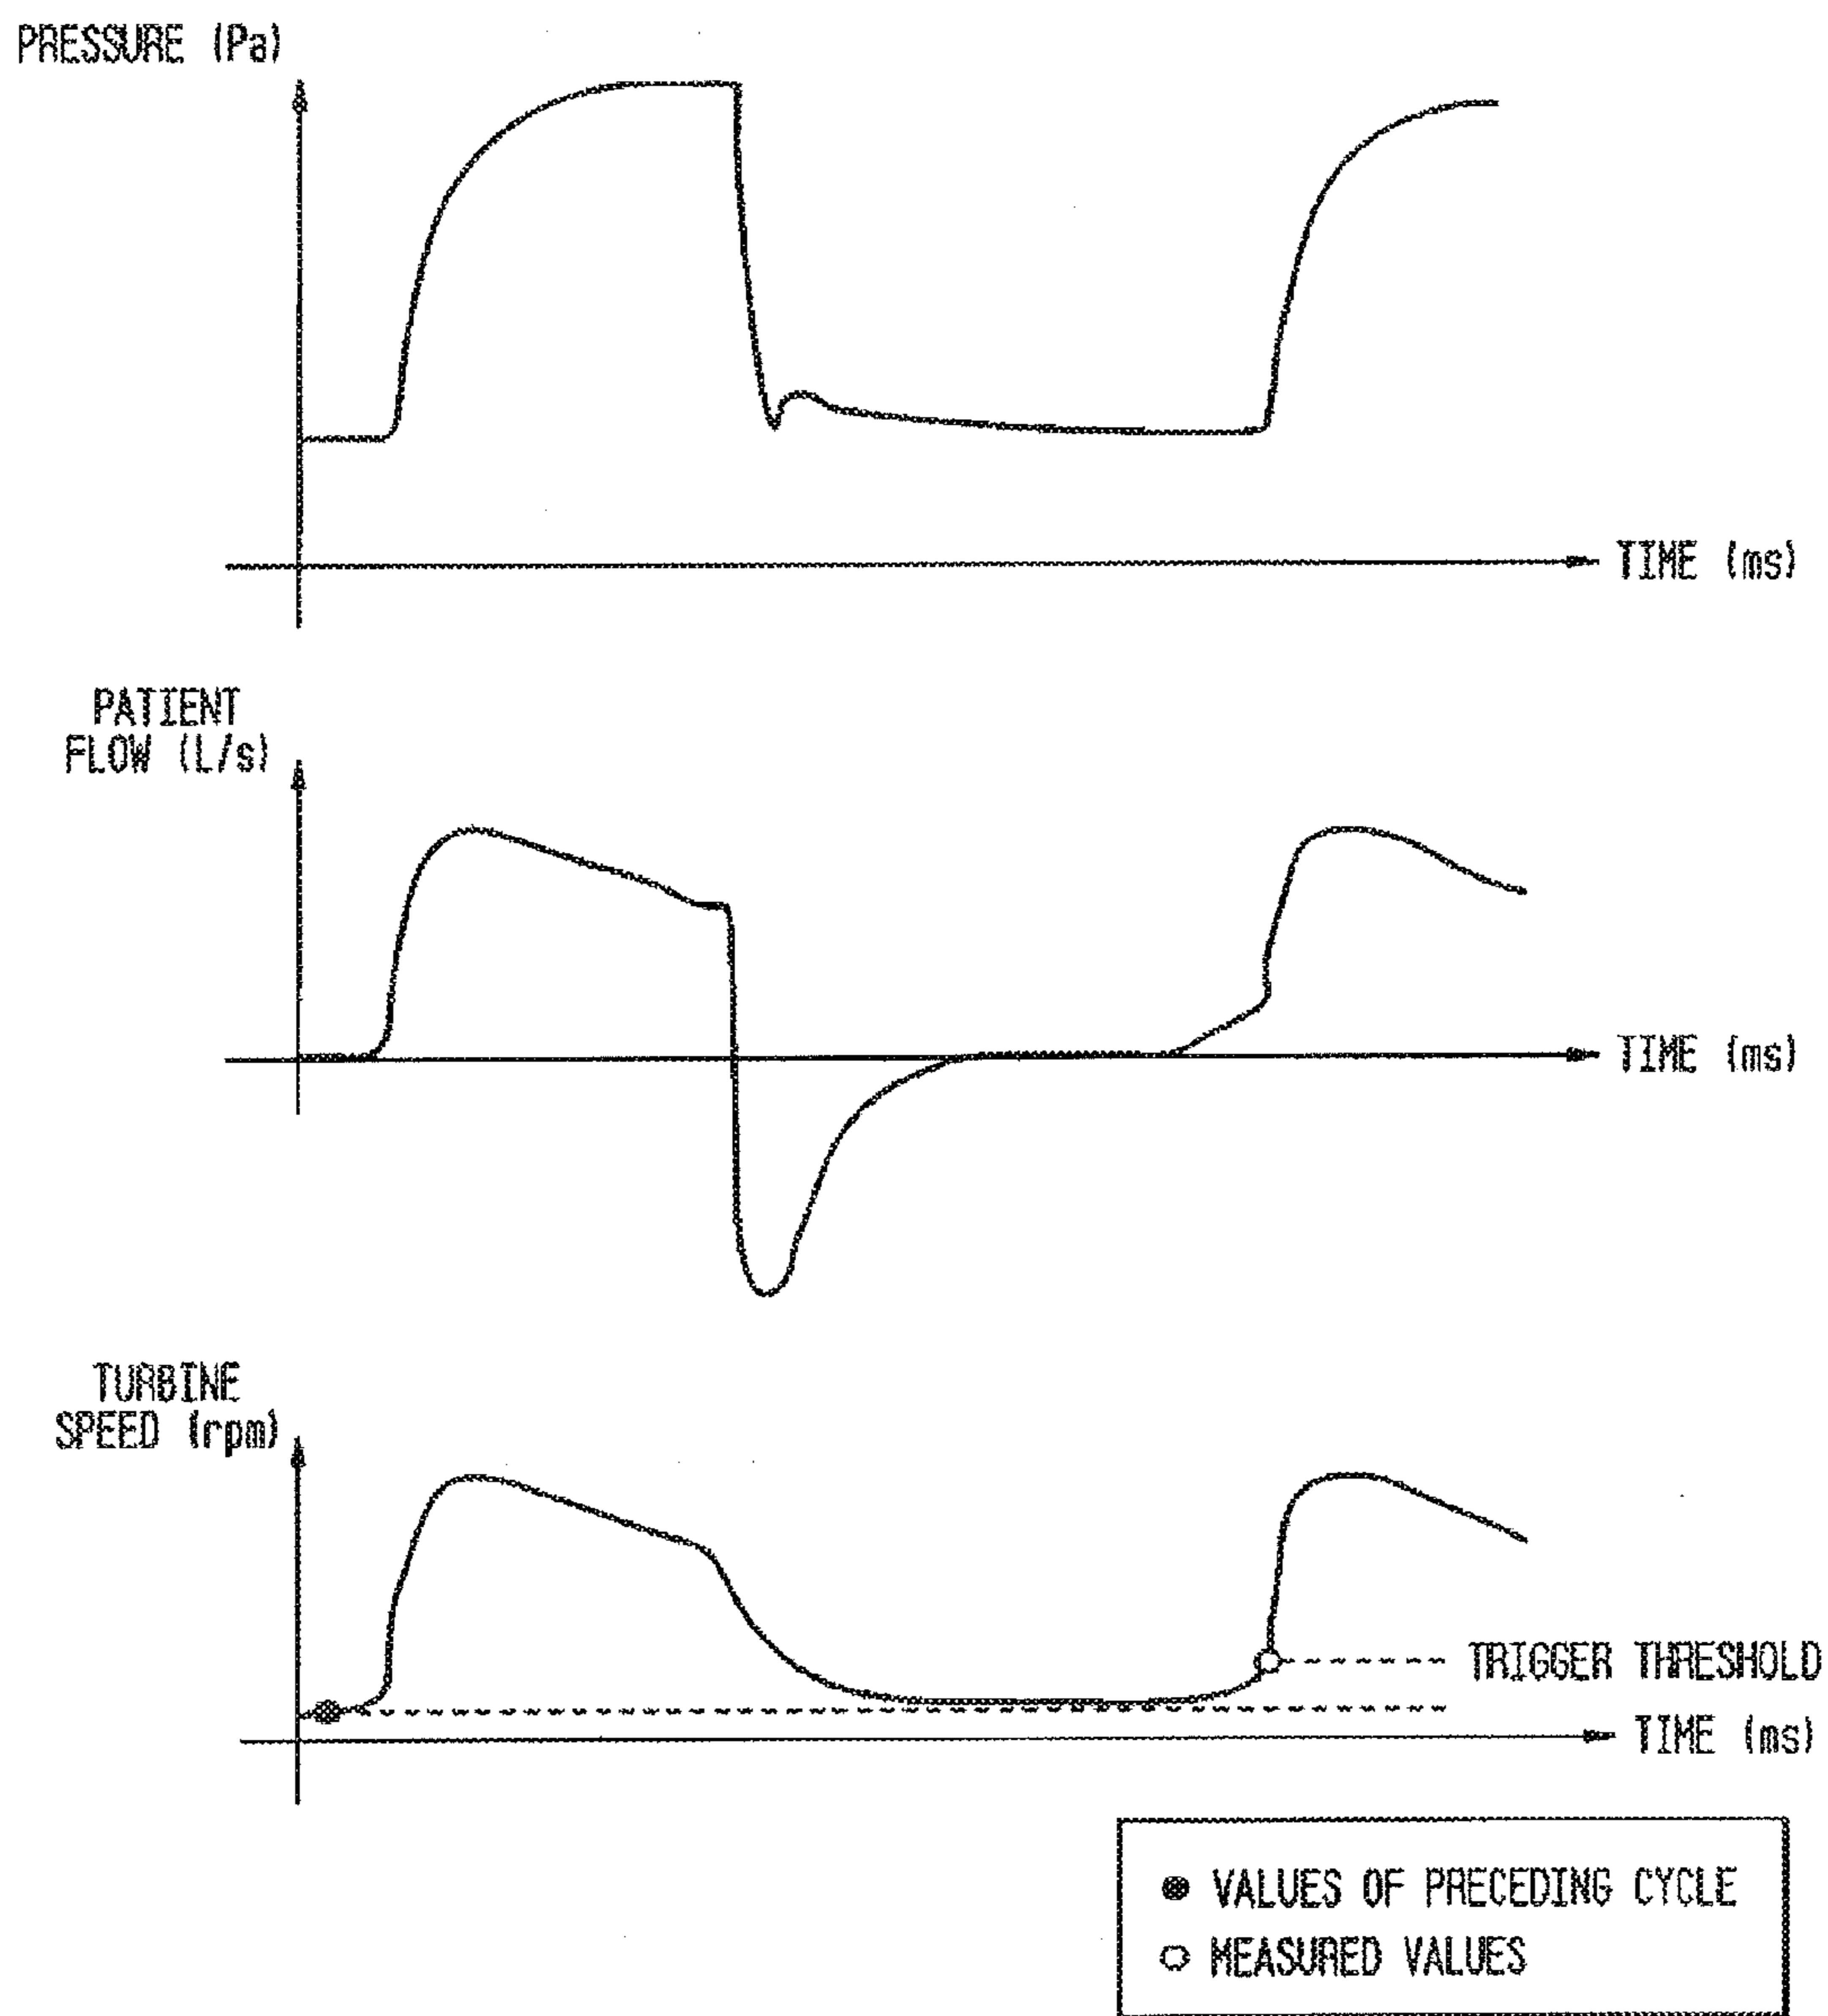 PRESSURE (Pa)
TIME (ms)
PATIENT
FLOW (L/s)
TIME (ms)
TURBINE
SPEED (rpm)
TRIGGER THRESHOLD
TIME (ms)
VALUES OF PRECEDING CYCLE
MEASURED VALUES